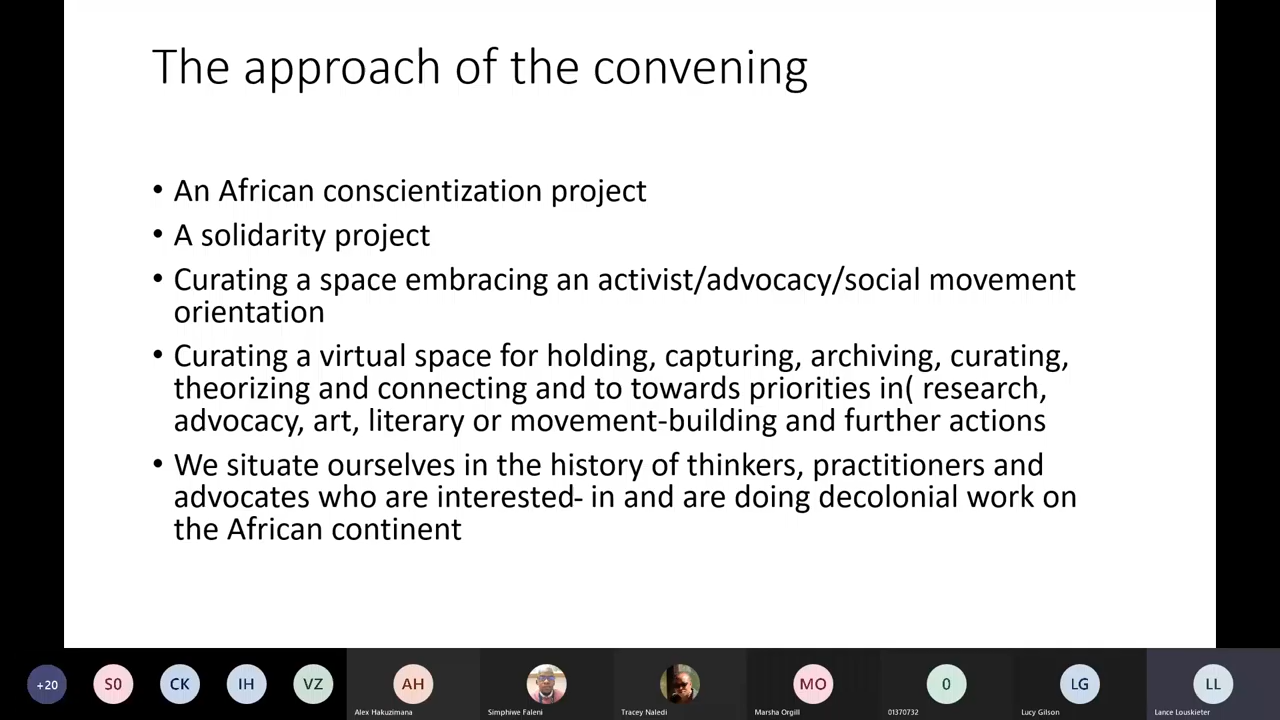 The approach of the convening
• An African conscientization project
• A solidarity project
• Curating a space embracing an activist/advocacy/social movement
orientation
• Curating a virtual space for holding, capturing, archiving, curating,
theorizing and connecting and to towards priorities in( research,
advocacy, art, literary or movement-building and further actions
• We situate ourselves in the history of thinkers, practitioners and
advocates who are interested- in and are doing decolonial work on
the African continent
+20 S0 CK IH VZ AH MO 0 LG LL
Alex Hakuzimana Simphiwe Faleni Tracey Naledi Marsha Orgill 01370732 Lucy Gilson Lance Louskieter